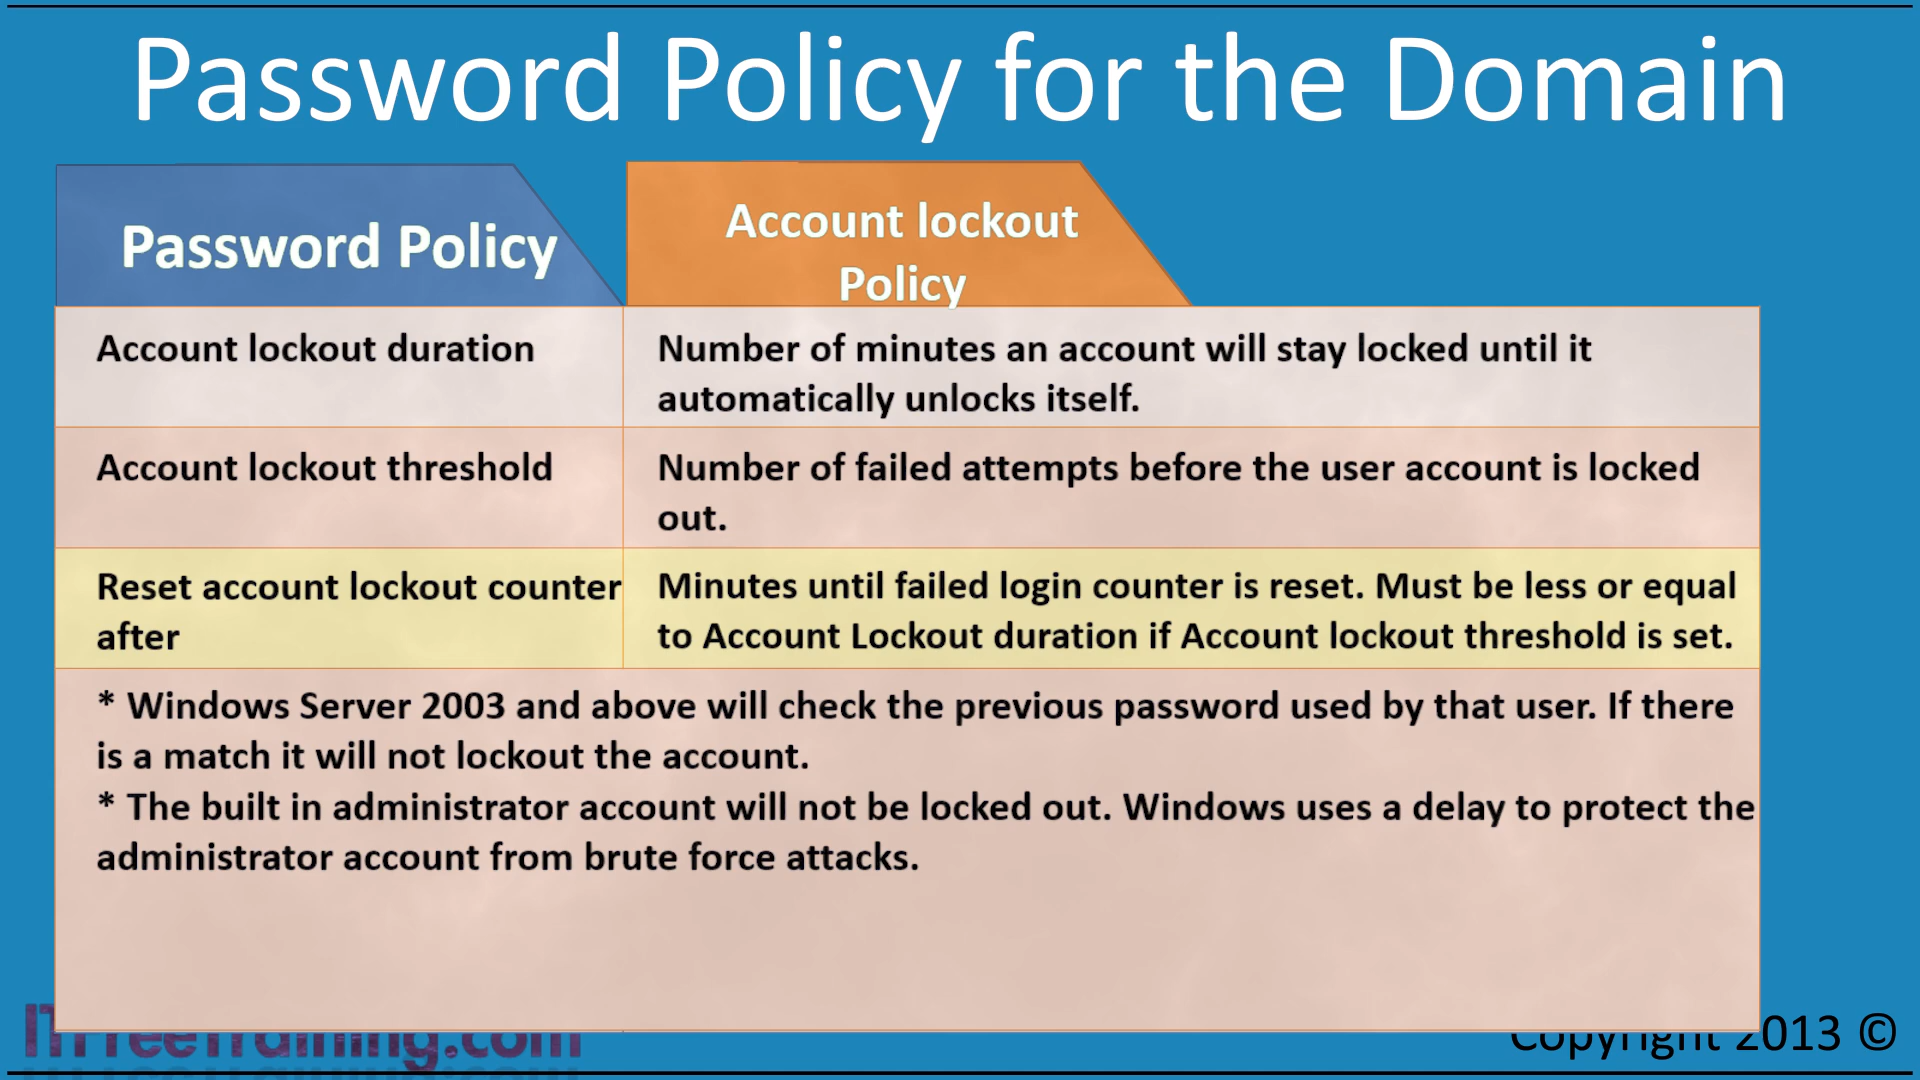 Password Policy for the Domain
Password Policy
Account lockout
Policy
Account lockout duration
Number of minutes an account will stay locked until it
automatically unlocks itself.
Account lockout threshold
Number of failed attempts before the user account is locked
out.
Reset account lockout counter
after
Minutes until failed login counter is reset. Must be less or equal
to Account Lockout duration if Account lockout threshold is set.
* Windows Server 2003 and above will check the previous password used by that user. If there
is a match it will not lockout the account.
* The built in administrator account will not be locked out. Windows uses a delay to protect the
administrator account from brute force attacks.
ITFreeTraining.com
Copyright 2013 ©